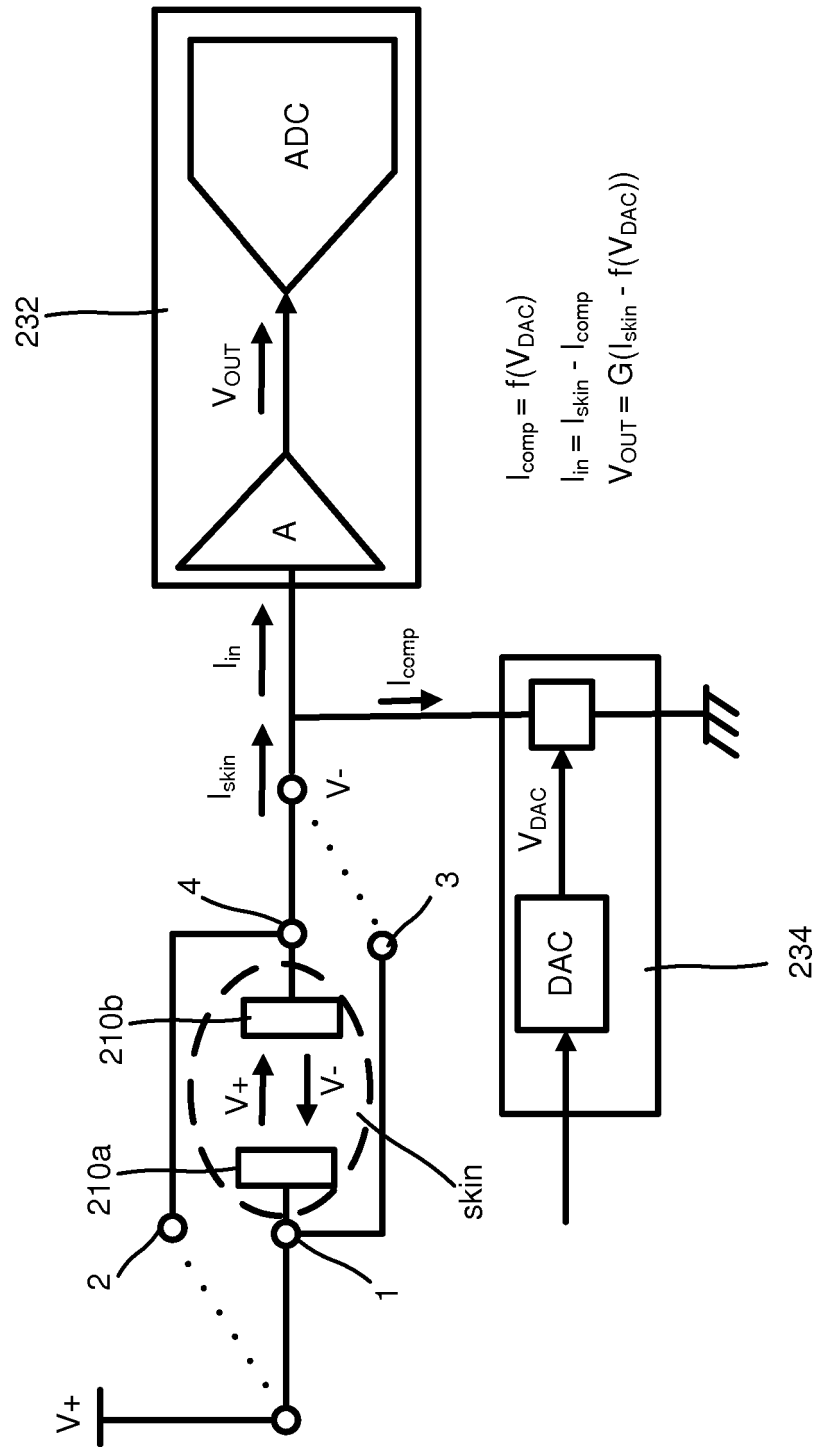 V+
2
1
210a
210b
V+
V-
skin
4
3
V-
I_skin
I_in
I_comp
232
A
V_OUT
ADC
DAC
V_DAC
234
I_comp = f(V_DAC)
I_in = I_skin - I_comp
V_OUT = G(I_skin - f(V_DAC))